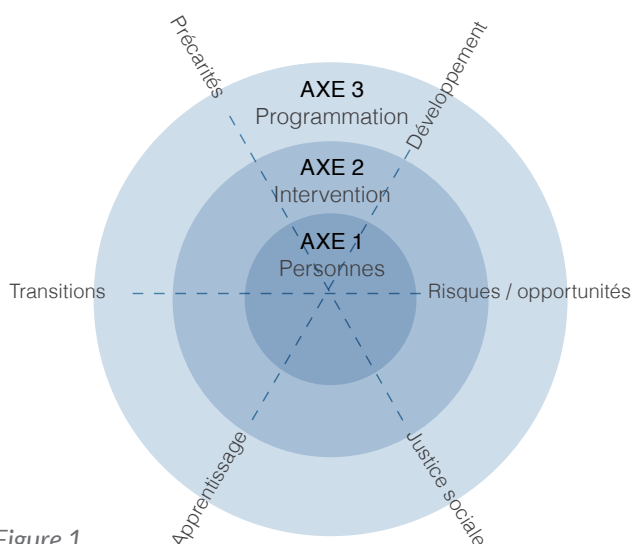 Précarités
Développement
AXE 3
Programmation
AXE 2
Intervention
AXE 1
Personnes
Transitions
Risques / opportunités
Apprentissage
Justice sociale
Figure 1